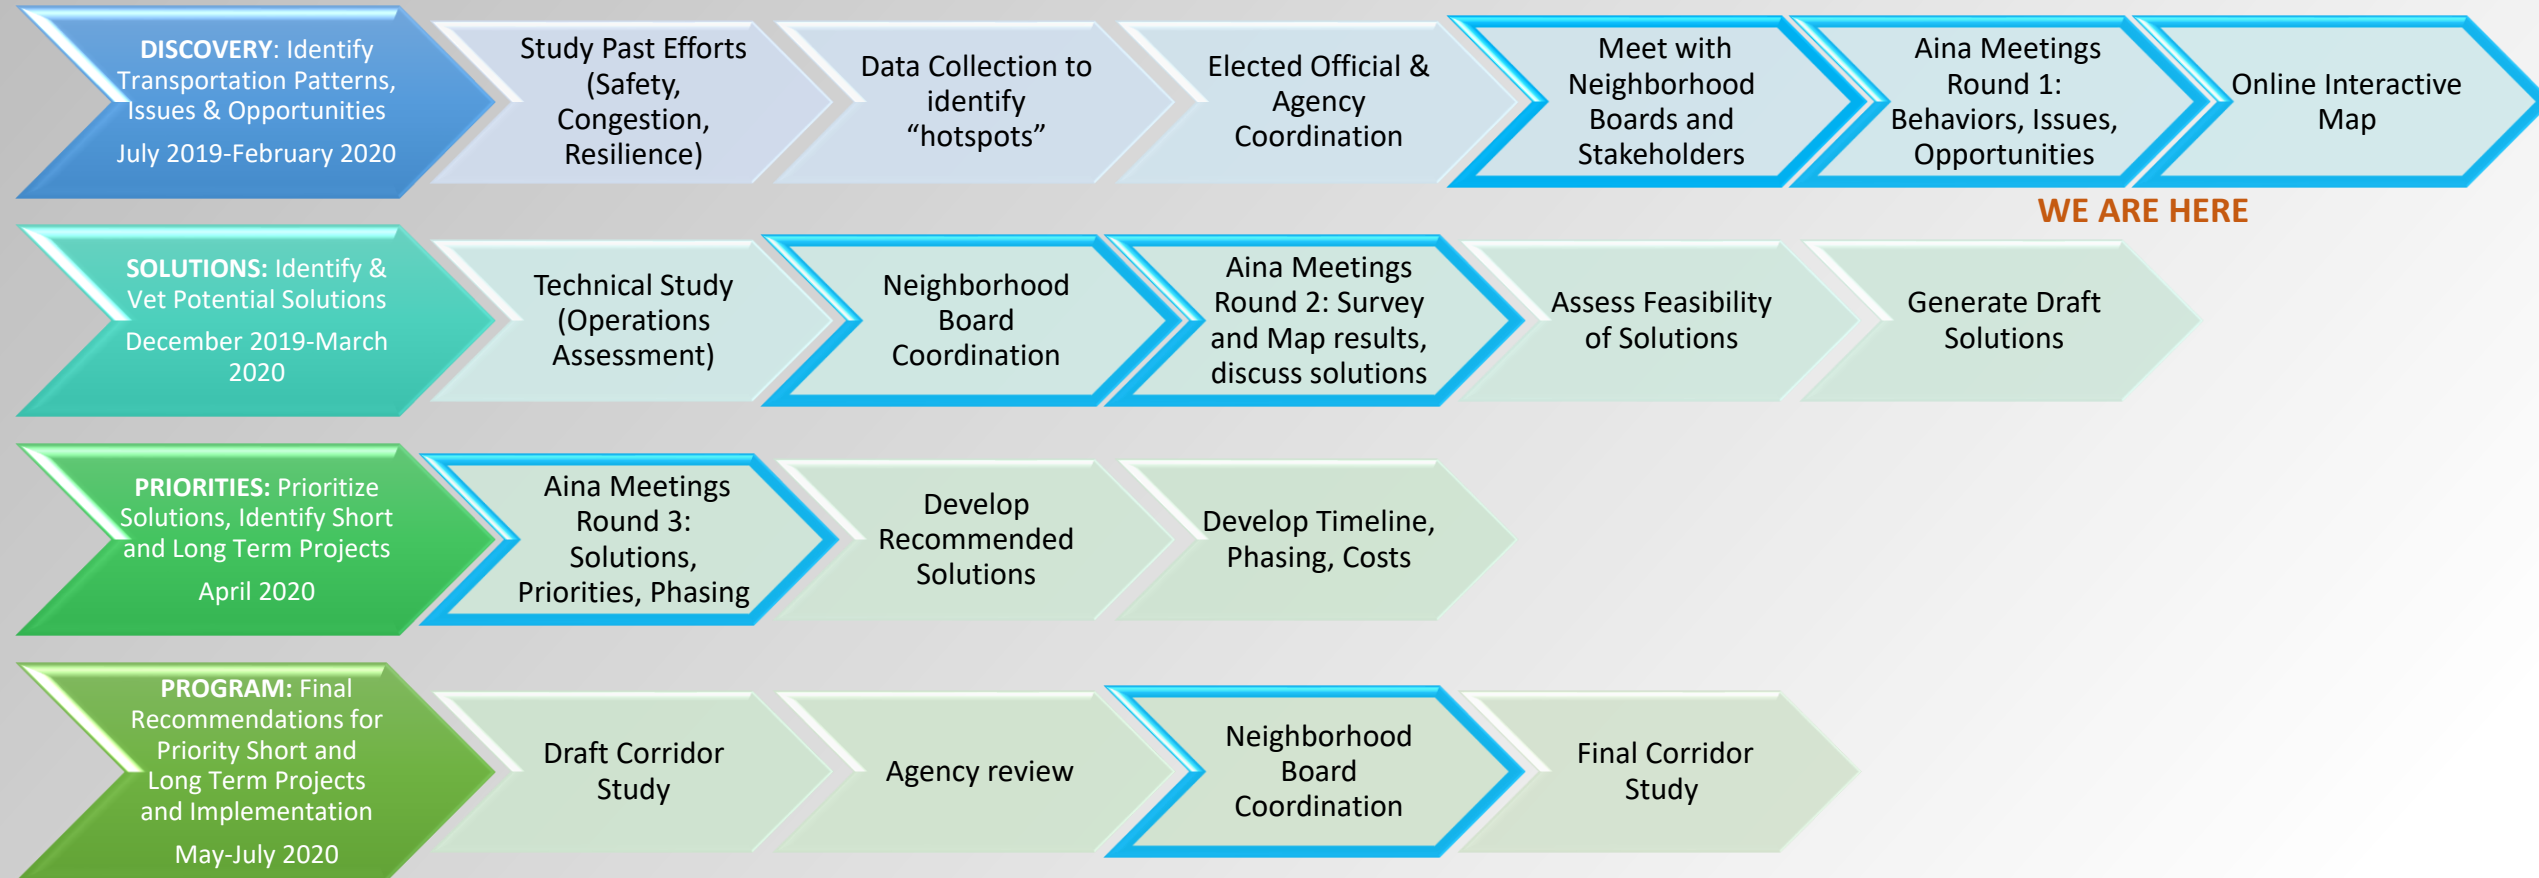 DISCOVERY: Identify
Transportation Patterns,
Issues & Opportunities
July 2019-February 2020
Study Past Efforts
(Safety,
Congestion,
Resilience)
Data Collection to
identify
“hotspots”
Elected Official &
Agency
Coordination
Meet with
Neighborhood
Boards and
Stakeholders
Aina Meetings
Round 1:
Behaviors, Issues,
Opportunities
Online Interactive
Map
WE ARE HERE
SOLUTIONS: Identify &
Vet Potential Solutions
December 2019-March
2020
Technical Study
(Operations
Assessment)
Neighborhood
Board
Coordination
Aina Meetings
Round 2: Survey
and Map results,
discuss solutions
Assess Feasibility
of Solutions
Generate Draft
Solutions
PRIORITIES: Prioritize
Solutions, Identify Short
and Long Term Projects
April 2020
Aina Meetings
Round 3:
Solutions,
Priorities, Phasing
Develop
Recommended
Solutions
Develop Timeline,
Phasing, Costs
PROGRAM: Final
Recommendations for
Priority Short and
Long Term Projects
and Implementation
May-July 2020
Draft Corridor
Study
Agency review
Neighborhood
Board
Coordination
Final Corridor
Study